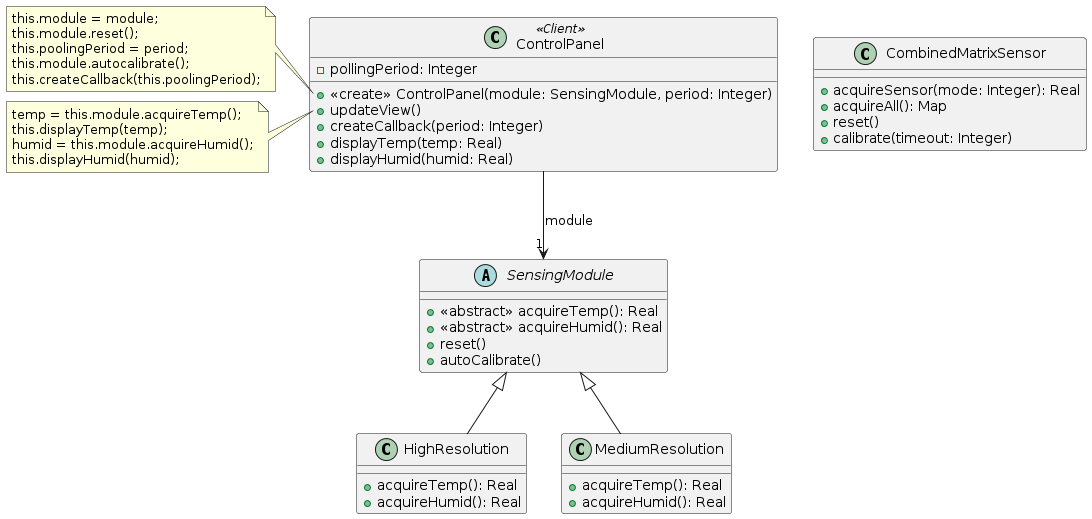 this.module = module;
this.module.reset();
this.poolingPeriod = period;
this.module.autocalibrate();
this.createCallback(this.poolingPeriod);
temp = this.module.acquireTemp();
this.displayTemp(temp);
humid = this.module.acquireHumid();
this.displayHumid(humid);
«Client»
C ControlPanel
pollingPeriod: Integer
«create» ControlPanel(module: SensingModule, period: Integer)
updateView()
createCallback(period: Integer)
displayTemp(temp: Real)
displayHumid(humid: Real)
C CombinedMatrixSensor
acquireSensor(mode: Integer): Real
acquireAll(): Map
reset()
calibrate(timeout: Integer)
module
1
A SensingModule
«abstract» acquireTemp(): Real
«abstract» acquireHumid(): Real
reset()
autoCalibrate()
C HighResolution
acquireTemp(): Real
acquireHumid(): Real
C MediumResolution
acquireTemp(): Real
acquireHumid(): Real